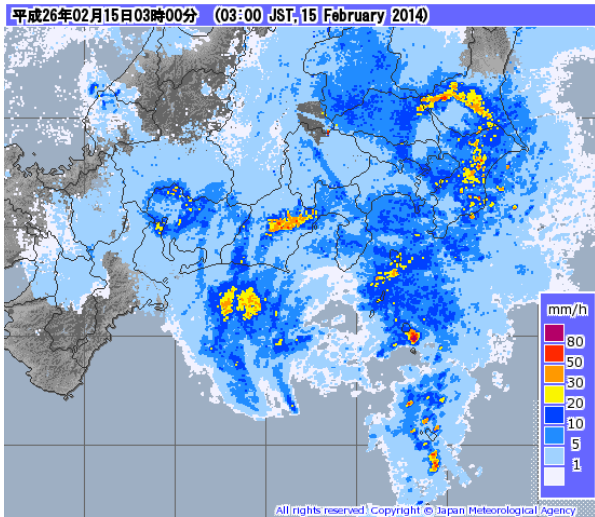 平成26年02月15日03時00分 (03:00 JST, 15 February 2014)
mm/h
80
50
30
20
10
5
1
All rights reserved. Copyright © Japan Meteorological Agency